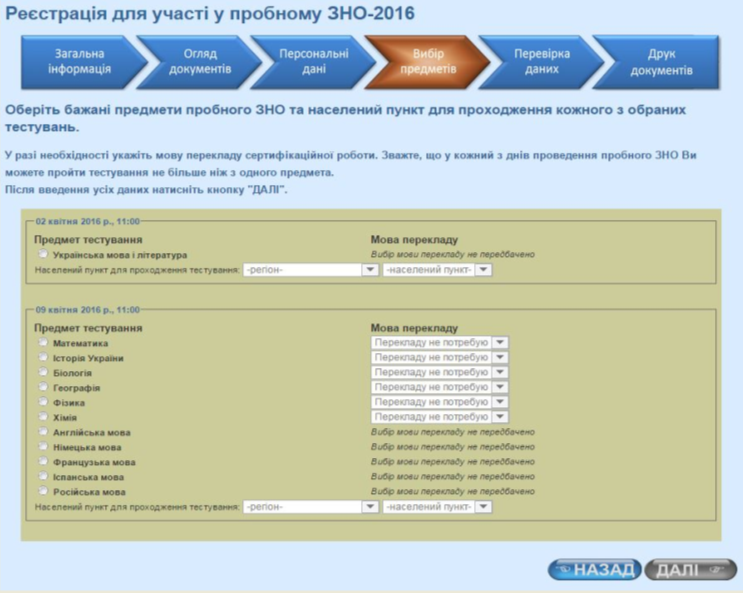 Реєстрація для участі у пробному ЗНО-2016
Загальна інформація
Огляд документів
Персональні дані
Вибір предметів
Перевірка даних
Друк документів
Оберіть бажані предмети пробного ЗНО та населений пункт для проходження кожного з обраних
тестувань.
У разі необхідності укажіть мову перекладу сертифікаційної роботи. Зважте, що у кожний з днів проведення пробного ЗНО Ви
можете пройти тестування не більше ніж з одного предмета.
Після введення усіх даних натисніть кнопку "ДАЛІ".
02 квітня 2016 р., 11:00
Предмет тестування Мова перекладу
Українська мова і література Вибір мови перекладу не передбачено
Населений пункт для проходження тестування: -регіон- -населений пункт-
09 квітня 2016 р., 11:00
Предмет тестування Мова перекладу
Математика Перекладу не потребую
Історія України Перекладу не потребую
Біологія Перекладу не потребую
Географія Перекладу не потребую
Фізика Перекладу не потребую
Хімія Перекладу не потребую
Англійська мова Вибір мови перекладу не передбачено
Німецька мова Вибір мови перекладу не передбачено
Французька мова Вибір мови перекладу не передбачено
Іспанська мова Вибір мови перекладу не передбачено
Російська мова Вибір мови перекладу не передбачено
Населений пункт для проходження тестування: -регіон- -населений пункт-
НАЗАД ДАЛІ